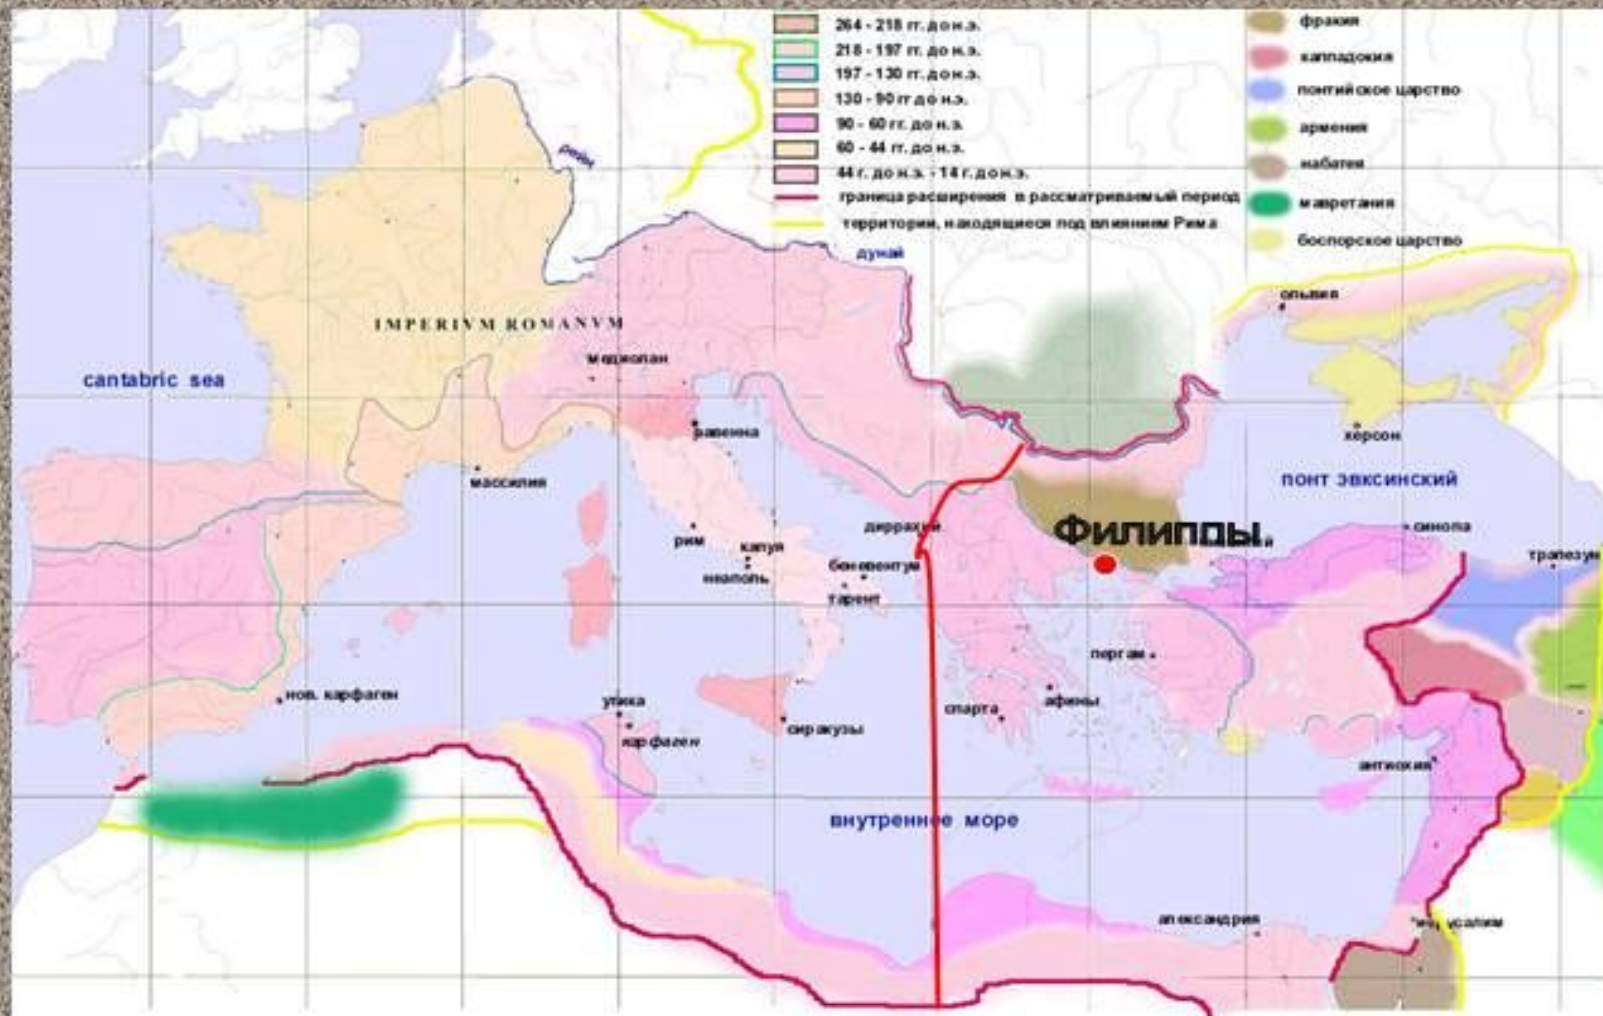 264 - 218 гг. до н.э.
218 - 197 гг. до н.э.
197 - 130 гг. до н.э.
130 - 90 гг до н.э.
90 - 60 гг. до н.э.
60 - 44 гг. до н.э.
44 г. до н.э. - 14 г. до н.э.
граница расширения в рассматриваемый период
территории, находящиеся под влиянием Рима
фракия
каппадокия
понтийское царство
армения
набатея
мавретания
боспорское царство
рейн
дунай
ольвия
IMPERIVM ROMANVM
медиолан
cantabric sea
равенна
херсон
массилия
понт эвксинский
диррахий
Филиппы
синопа
рим
капуя
неаполь
беневентум
трапезун
тарент
пергам
нов. карфаген
утика
карфаген
сиракузы
спарта
афины
антиохия
внутреннее море
александрия